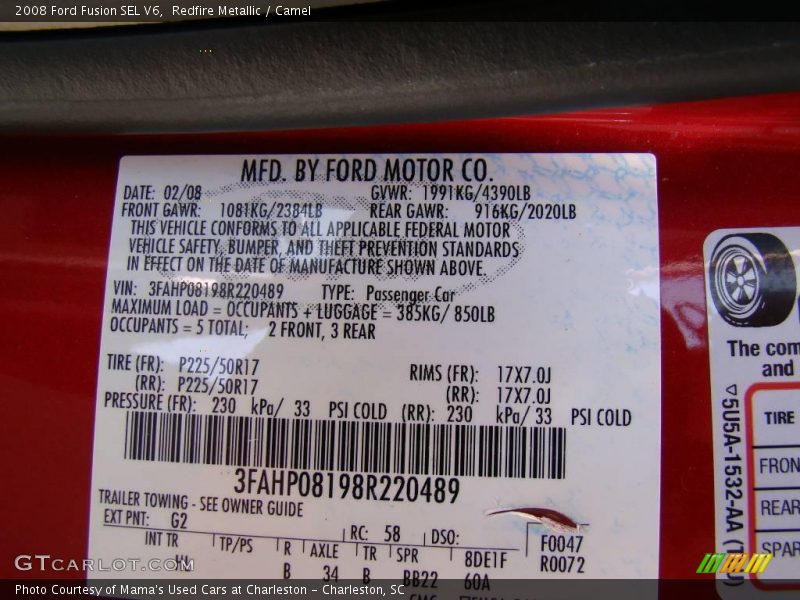 2008 Ford Fusion SEL V6, Redfire Metallic / Camel
MFD. BY FORD MOTOR CO.
DATE: 02/08 GVWR: 1991KG/4390LB
FRONT GAWR: 1081KG/2384LB REAR GAWR: 916KG/2020LB
THIS VEHICLE CONFORMS TO ALL APPLICABLE FEDERAL MOTOR
VEHICLE SAFETY, BUMPER, AND THEFT PREVENTION STANDARDS
IN EFFECT ON THE DATE OF MANUFACTURE SHOWN ABOVE.
VIN: 3FAHP08198R220489 TYPE: Passenger Car
MAXIMUM LOAD = OCCUPANTS + LUGGAGE = 385KG/ 850LB
OCCUPANTS = 5 TOTAL; 2 FRONT, 3 REAR
TIRE (FR): P225/50R17 RIMS (FR): 17X7.0J
(RR): P225/50R17 (RR): 17X7.0J
PRESSURE (FR): 230 kPa/ 33 PSI COLD (RR): 230 kPa/ 33 PSI COLD
3FAHP08198R220489
TRAILER TOWING - SEE OWNER GUIDE
EXT PNT: G2 RC: 58 DSO: F0047
INT TR TP/PS R AXLE TR SPR 8DE1F R0072
B 34 B BB22 60A
The com
and
TIRE
FRON
REAR
SPAR
5U5A-1532-AA
GTcarlot.com
Photo Courtesy of Mama's Used Cars at Charleston - Charleston, SC